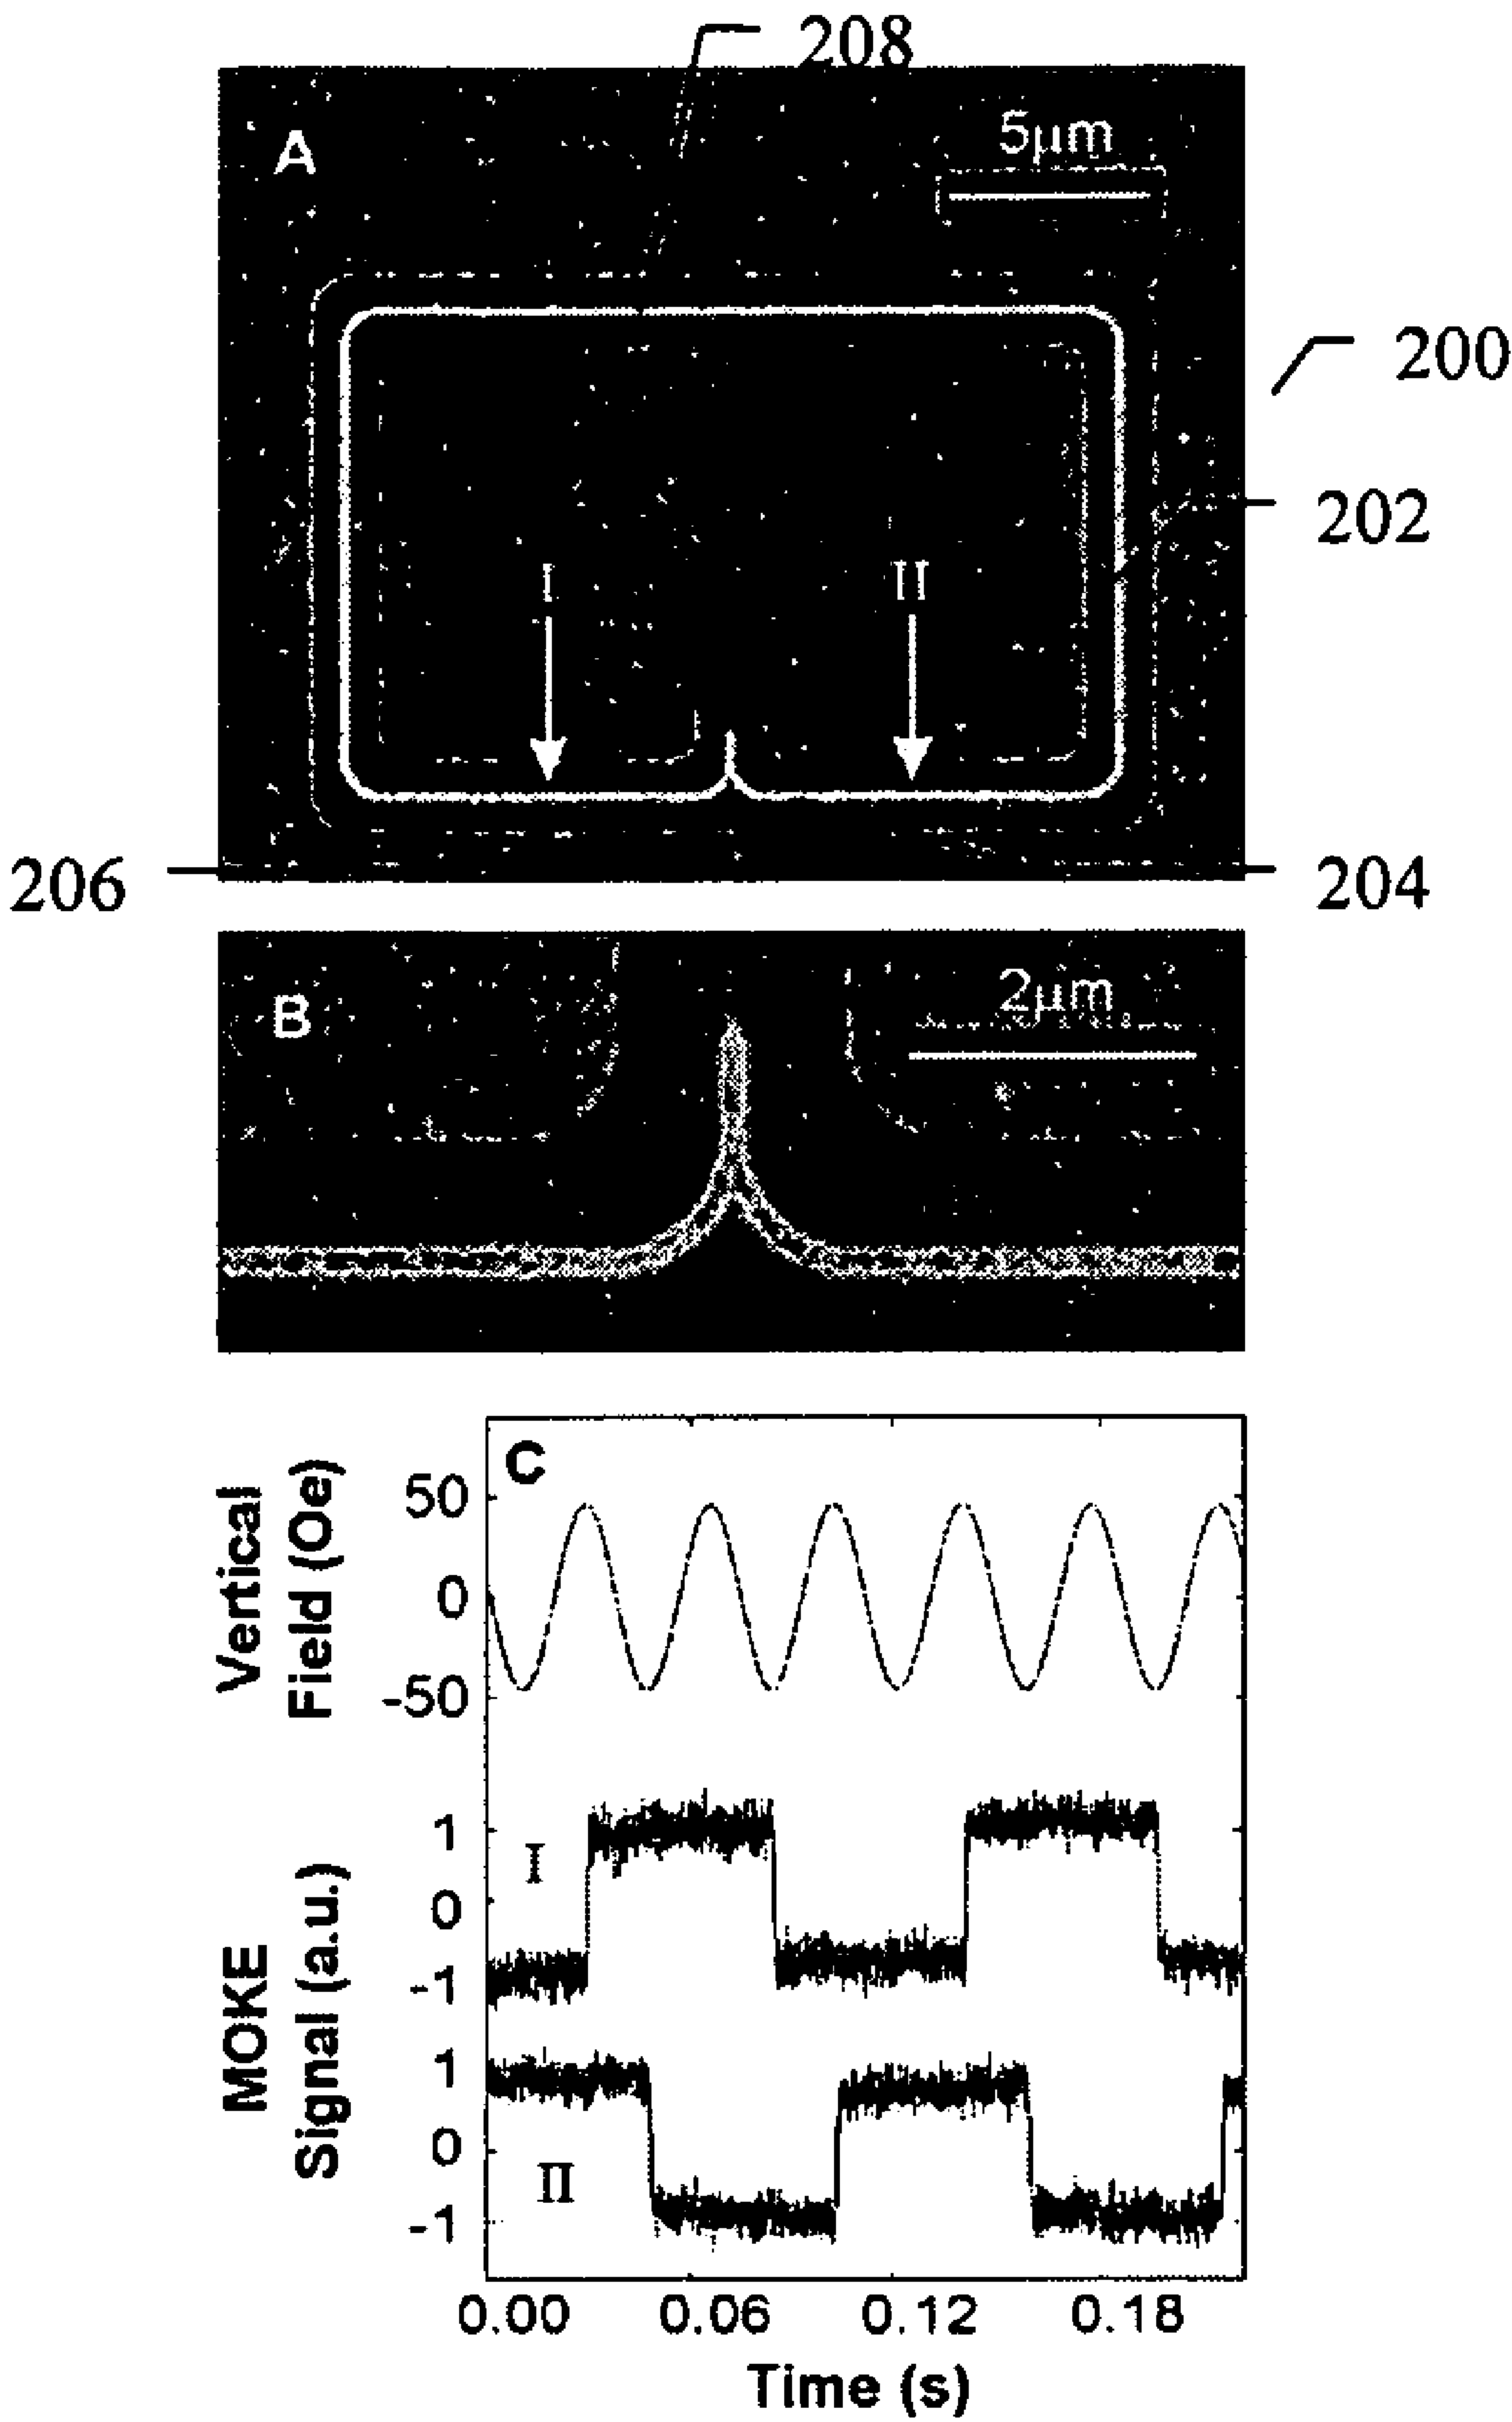 208
A
5μm
200
202
I
II
206
204
B
2μm
C
Vertical
Field (Oe)
50
0
-50
MOKE
Signal (a.u.)
1
I
0
-1
1
0
II
-1
0.00 0.06 0.12 0.18
Time (s)